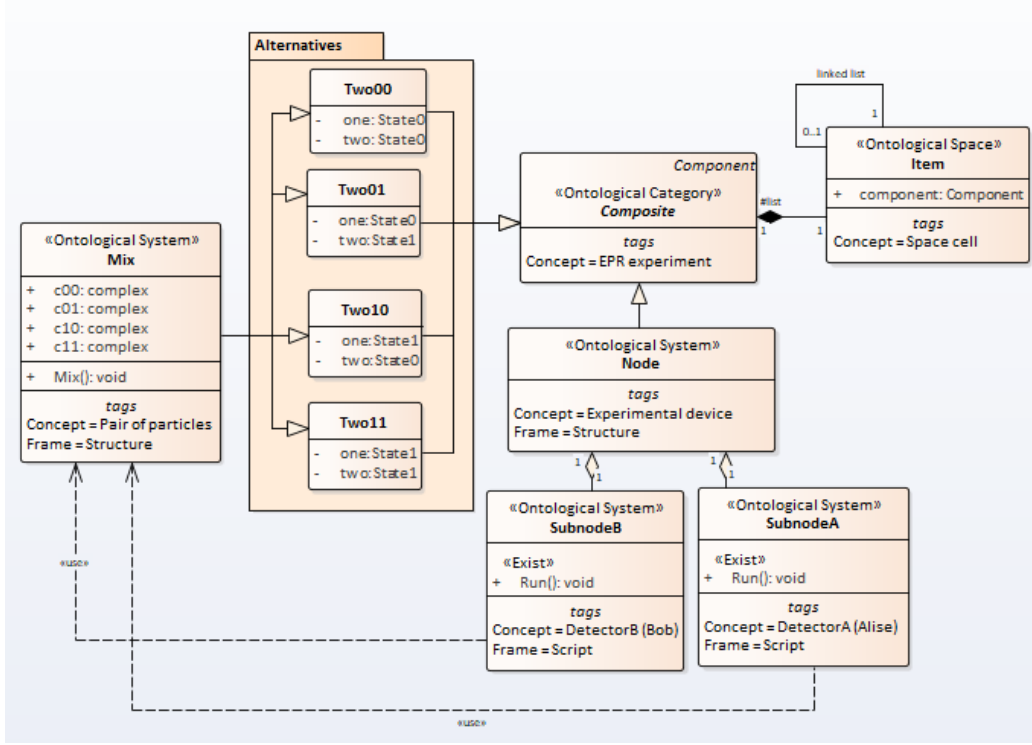 Alternatives
Two00
- one: State0
- two: State0
Two01
- one: State0
- two: State1
Two10
- one: State1
- two: State0
Two11
- one: State1
- two: State1
«Ontological System»
Mix
+ c00: complex
+ c01: complex
+ c10: complex
+ c11: complex
+ Mix(): void
tags
Concept = Pair of particles
Frame = Structure
Component
«Ontological Category»
Composite
tags
Concept = EPR experiment
#list
1
1
linked list
1
0..1
«Ontological Space»
Item
+ component: Component
tags
Concept = Space cell
«Ontological System»
Node
tags
Concept = Experimental device
Frame = Structure
1
1
1
1
«Ontological System»
SubnodeB
«Exist»
+ Run(): void
tags
Concept = DetectorB (Bob)
Frame = Script
«Ontological System»
SubnodeA
«Exist»
+ Run(): void
tags
Concept = DetectorA (Alise)
Frame = Script
«use»
«use»